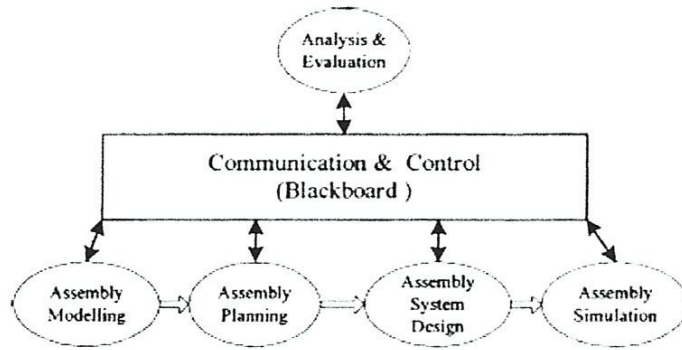 Analysis &
Evaluation
Communication & Control
(Blackboard )
Assembly
Modelling
Assembly
Planning
Assembly
System
Design
Assembly
Simulation